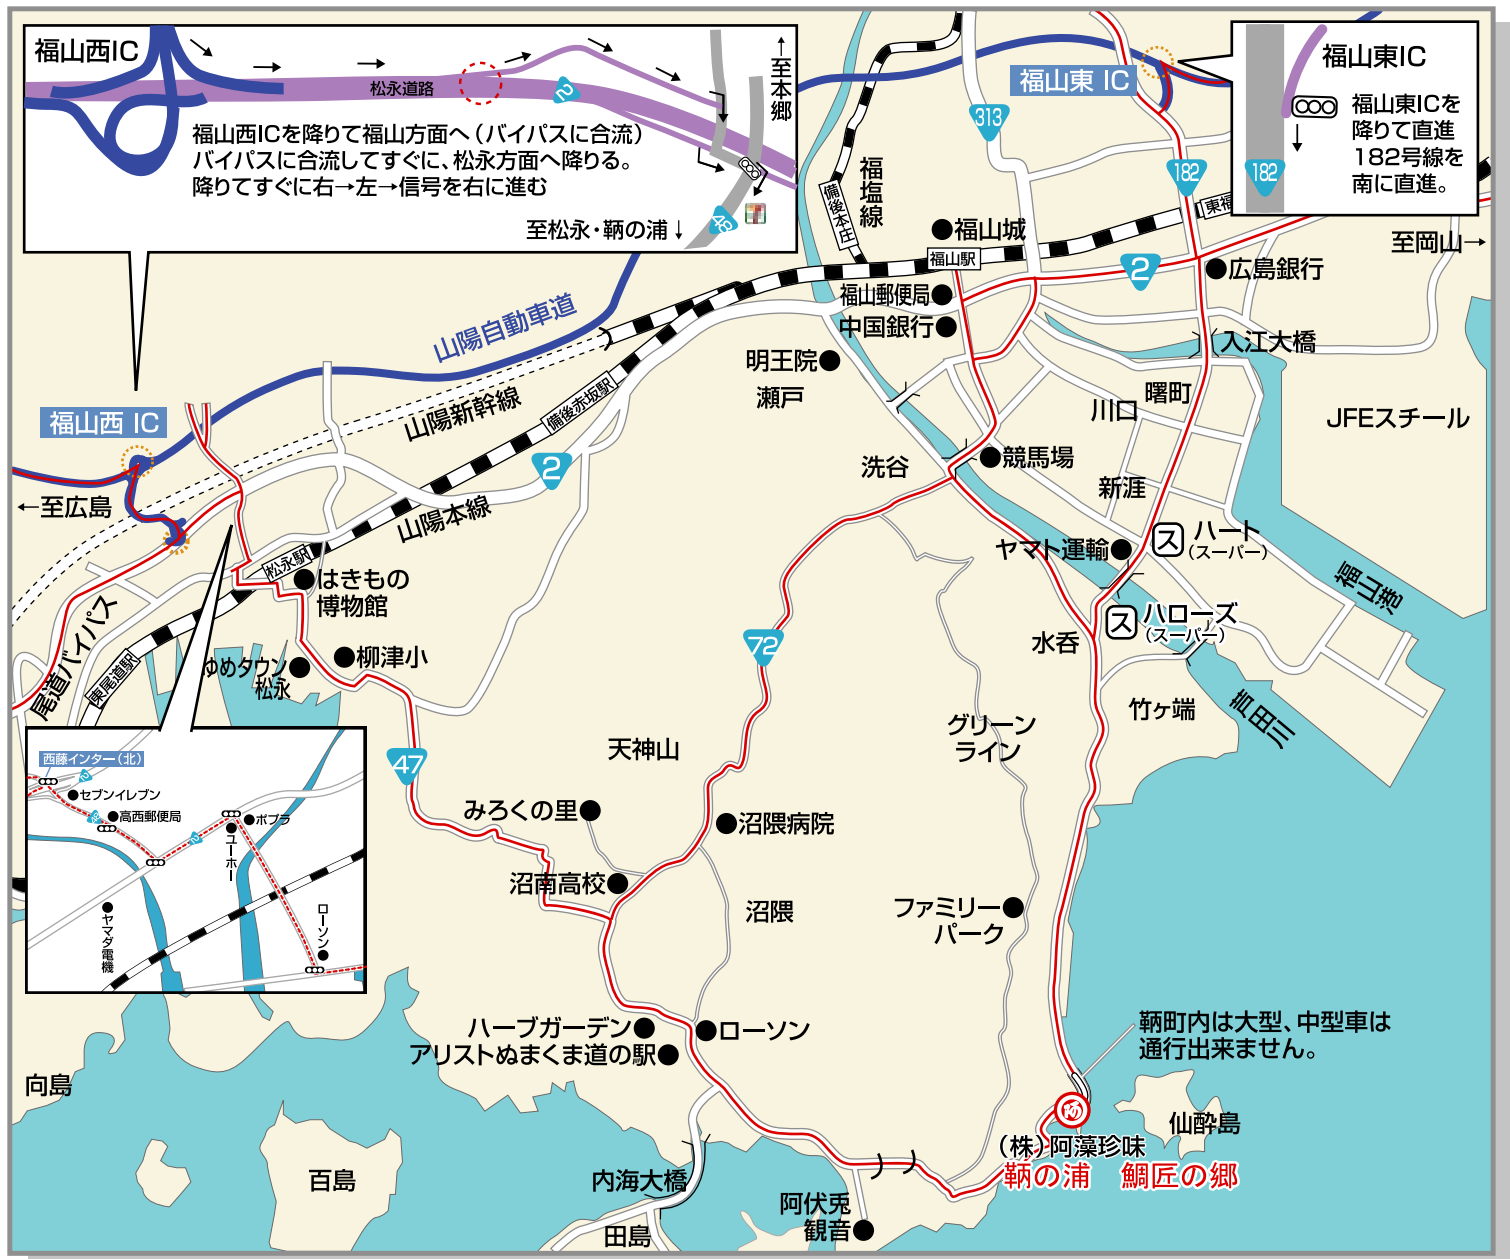 福山西IC
松永道路
2
福山西ICを降りて福山方面へ（バイパスに合流）
バイパスに合流してすぐに、松永方面へ降りる。
降りてすぐに右→左→信号を右に進む
至松永・鞆の浦↓
48
↑至本郷
福山東 IC
福山東IC
福山東ICを
降りて直進
182号線を
南に直進。
182
313
182
福塩線
備後本庄
東福
至岡山→
福山城
福山駅
2
広島銀行
福山郵便局
中国銀行
入江大橋
山陽自動車道
明王院
瀬戸
曙町
川口
JFEスチール
山陽新幹線
備後赤坂駅
福山西 IC
2
洗谷
競馬場
新涯
←至広島
山陽本線
ハート
（スーパー）
ス
ヤマト運輸
松永駅
はきもの
博物館
福山港
ハローズ
（スーパー）
ス
水呑
72
尾道バイパス
東尾道駅
ゆめタウン
松永
柳津小
竹ヶ端
芦田川
グリーン
ライン
天神山
47
西藤インター（北）
2
セブンイレブン
48
高西郵便局
2
ポプラ
ユーホー
ヤマダ電機
ローソン
みろくの里
沼隈病院
沼南高校
沼隈
ファミリー
パーク
ハーブガーデン
アリストぬまくま道の駅
ローソン
鞆町内は大型、中型車は
通行出来ません。
向島
仙酔島
（株）阿藻珍味
鞆の浦　鯛匠の郷
百島
内海大橋
田島
阿伏兎
観音